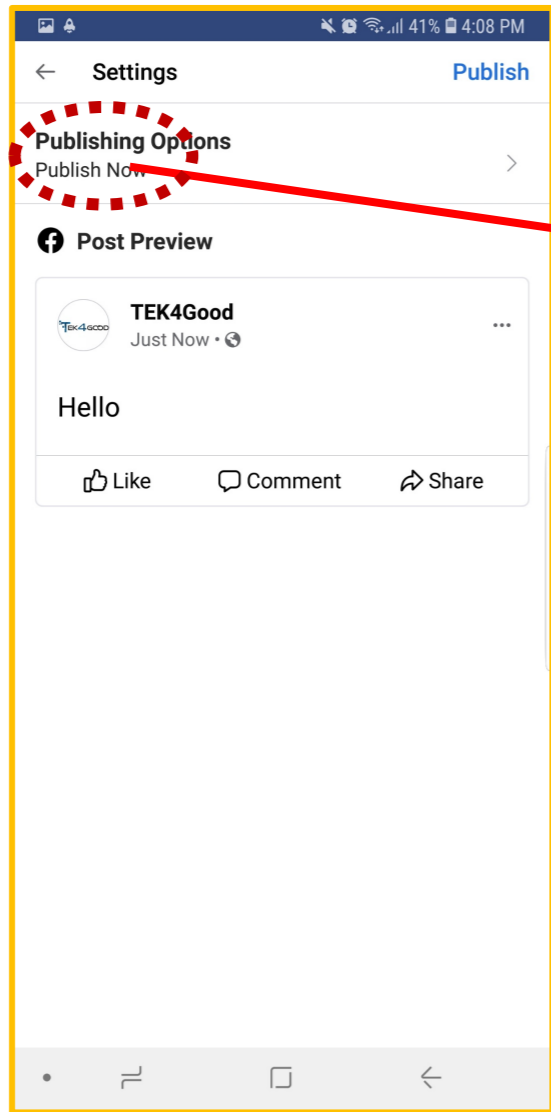 41% 4:08 PM
Settings Publish
Publishing Options
Publish Now
Post Preview
TEK4GOOD
TEK4Good
Just Now •
Hello
Like Comment Share